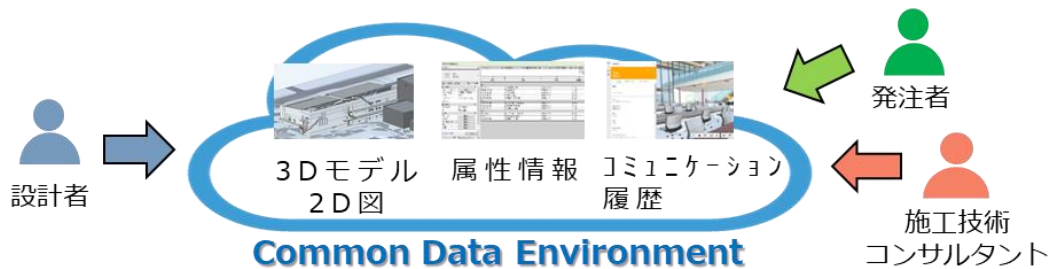 発注者
設計者
3Dモデル
2D図
属性情報
コミュニケーション
履歴
施工技術
コンサルタント
Common Data Environment